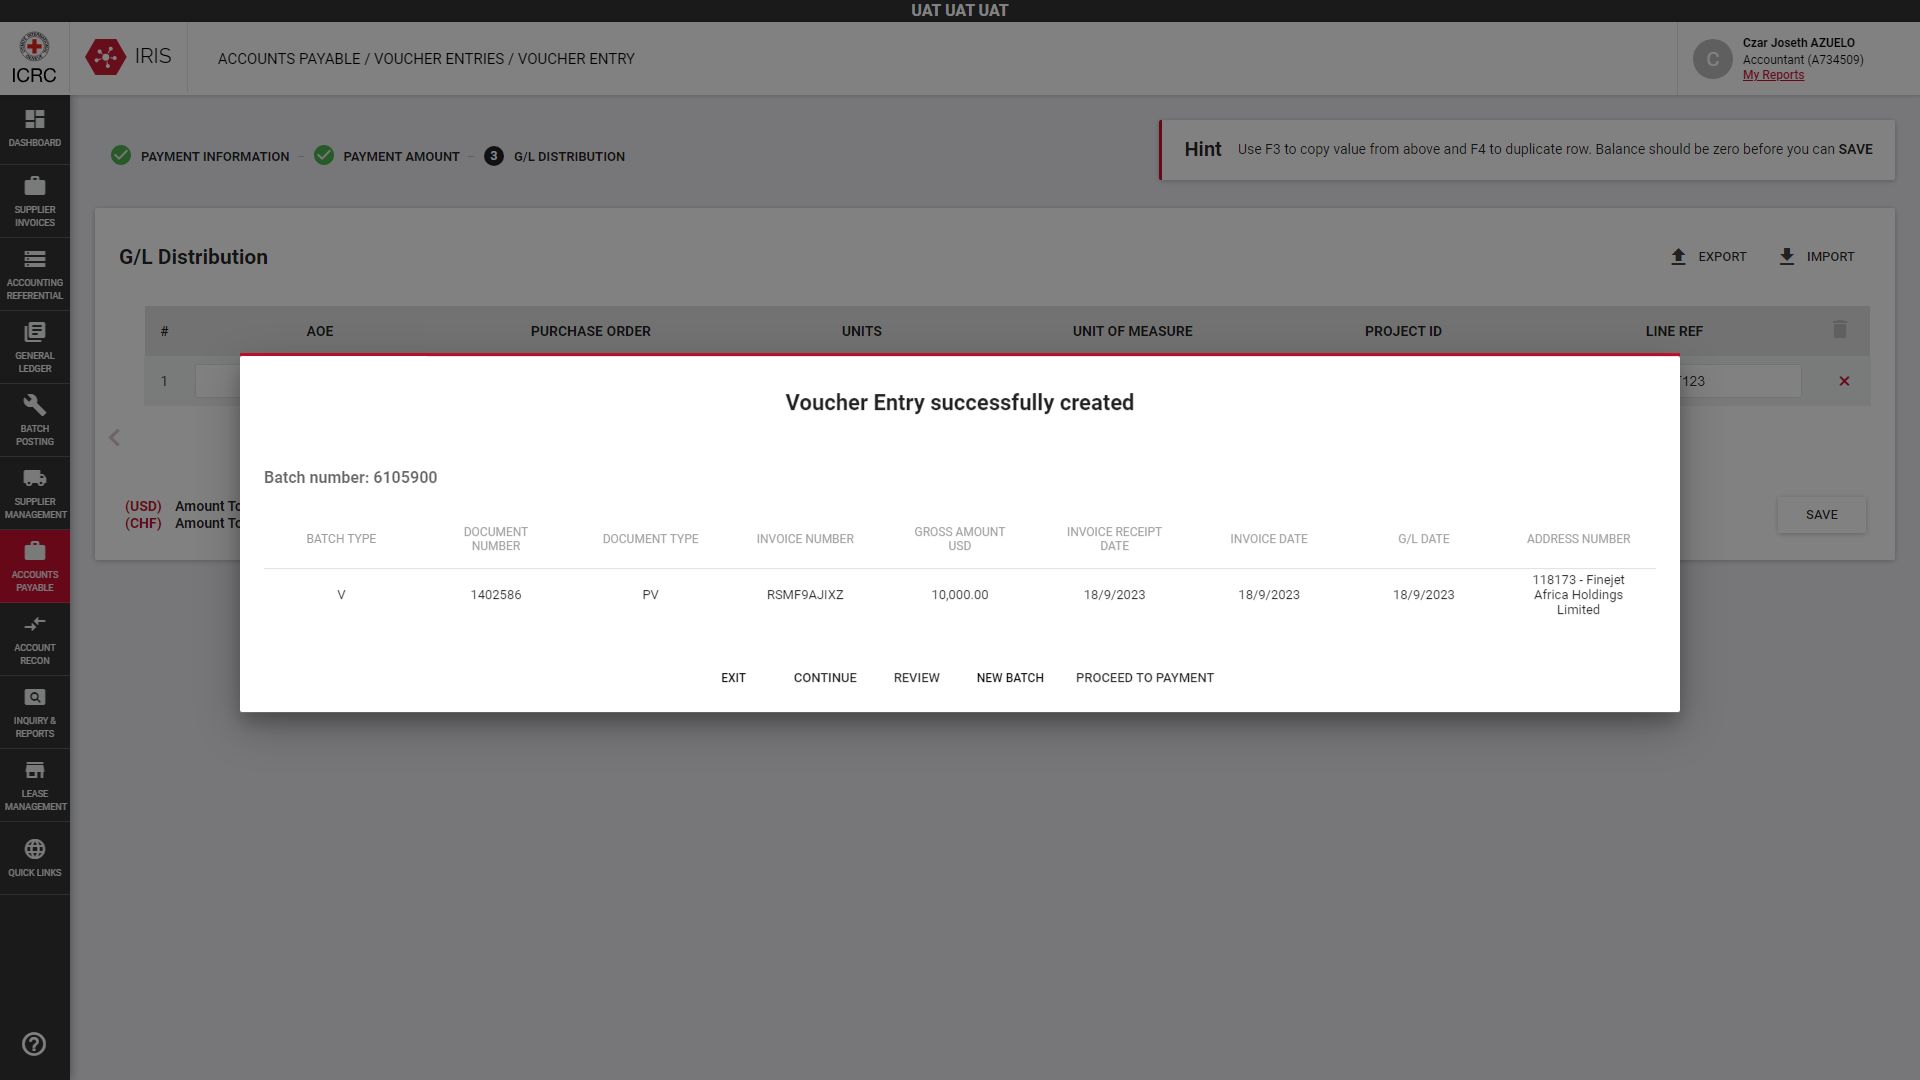 UAT UAT UAT
ICRC
IRIS
ACCOUNTS PAYABLE / VOUCHER ENTRIES / VOUCHER ENTRY
C
Czar Joseth AZUELO
Accountant (A734509)
My Reports
DASHBOARD
SUPPLIER
INVOICES
ACCOUNTING
REFERENTIAL
GENERAL
LEDGER
BATCH
POSTING
SUPPLIER
MANAGEMENT
ACCOUNTS
PAYABLE
ACCOUNT
RECON
INQUIRY &
REPORTS
LEASE
MANAGEMENT
QUICK LINKS
PAYMENT INFORMATION
PAYMENT AMOUNT
3 G/L DISTRIBUTION
Hint Use F3 to copy value from above and F4 to duplicate row. Balance should be zero before you can SAVE
G/L Distribution
EXPORT
IMPORT
# AOE PURCHASE ORDER UNITS UNIT OF MEASURE PROJECT ID LINE REF
1
123
(USD) Amount
(CHF) Amount
SAVE
Voucher Entry successfully created
Batch number: 6105900
BATCH TYPE DOCUMENT NUMBER DOCUMENT TYPE INVOICE NUMBER GROSS AMOUNT USD INVOICE RECEIPT DATE INVOICE DATE G/L DATE ADDRESS NUMBER
V 1402586 PV RSMF9AJIXZ 10,000.00 18/9/2023 18/9/2023 18/9/2023 118173 - Finejet Africa Holdings Limited
EXIT CONTINUE REVIEW NEW BATCH PROCEED TO PAYMENT